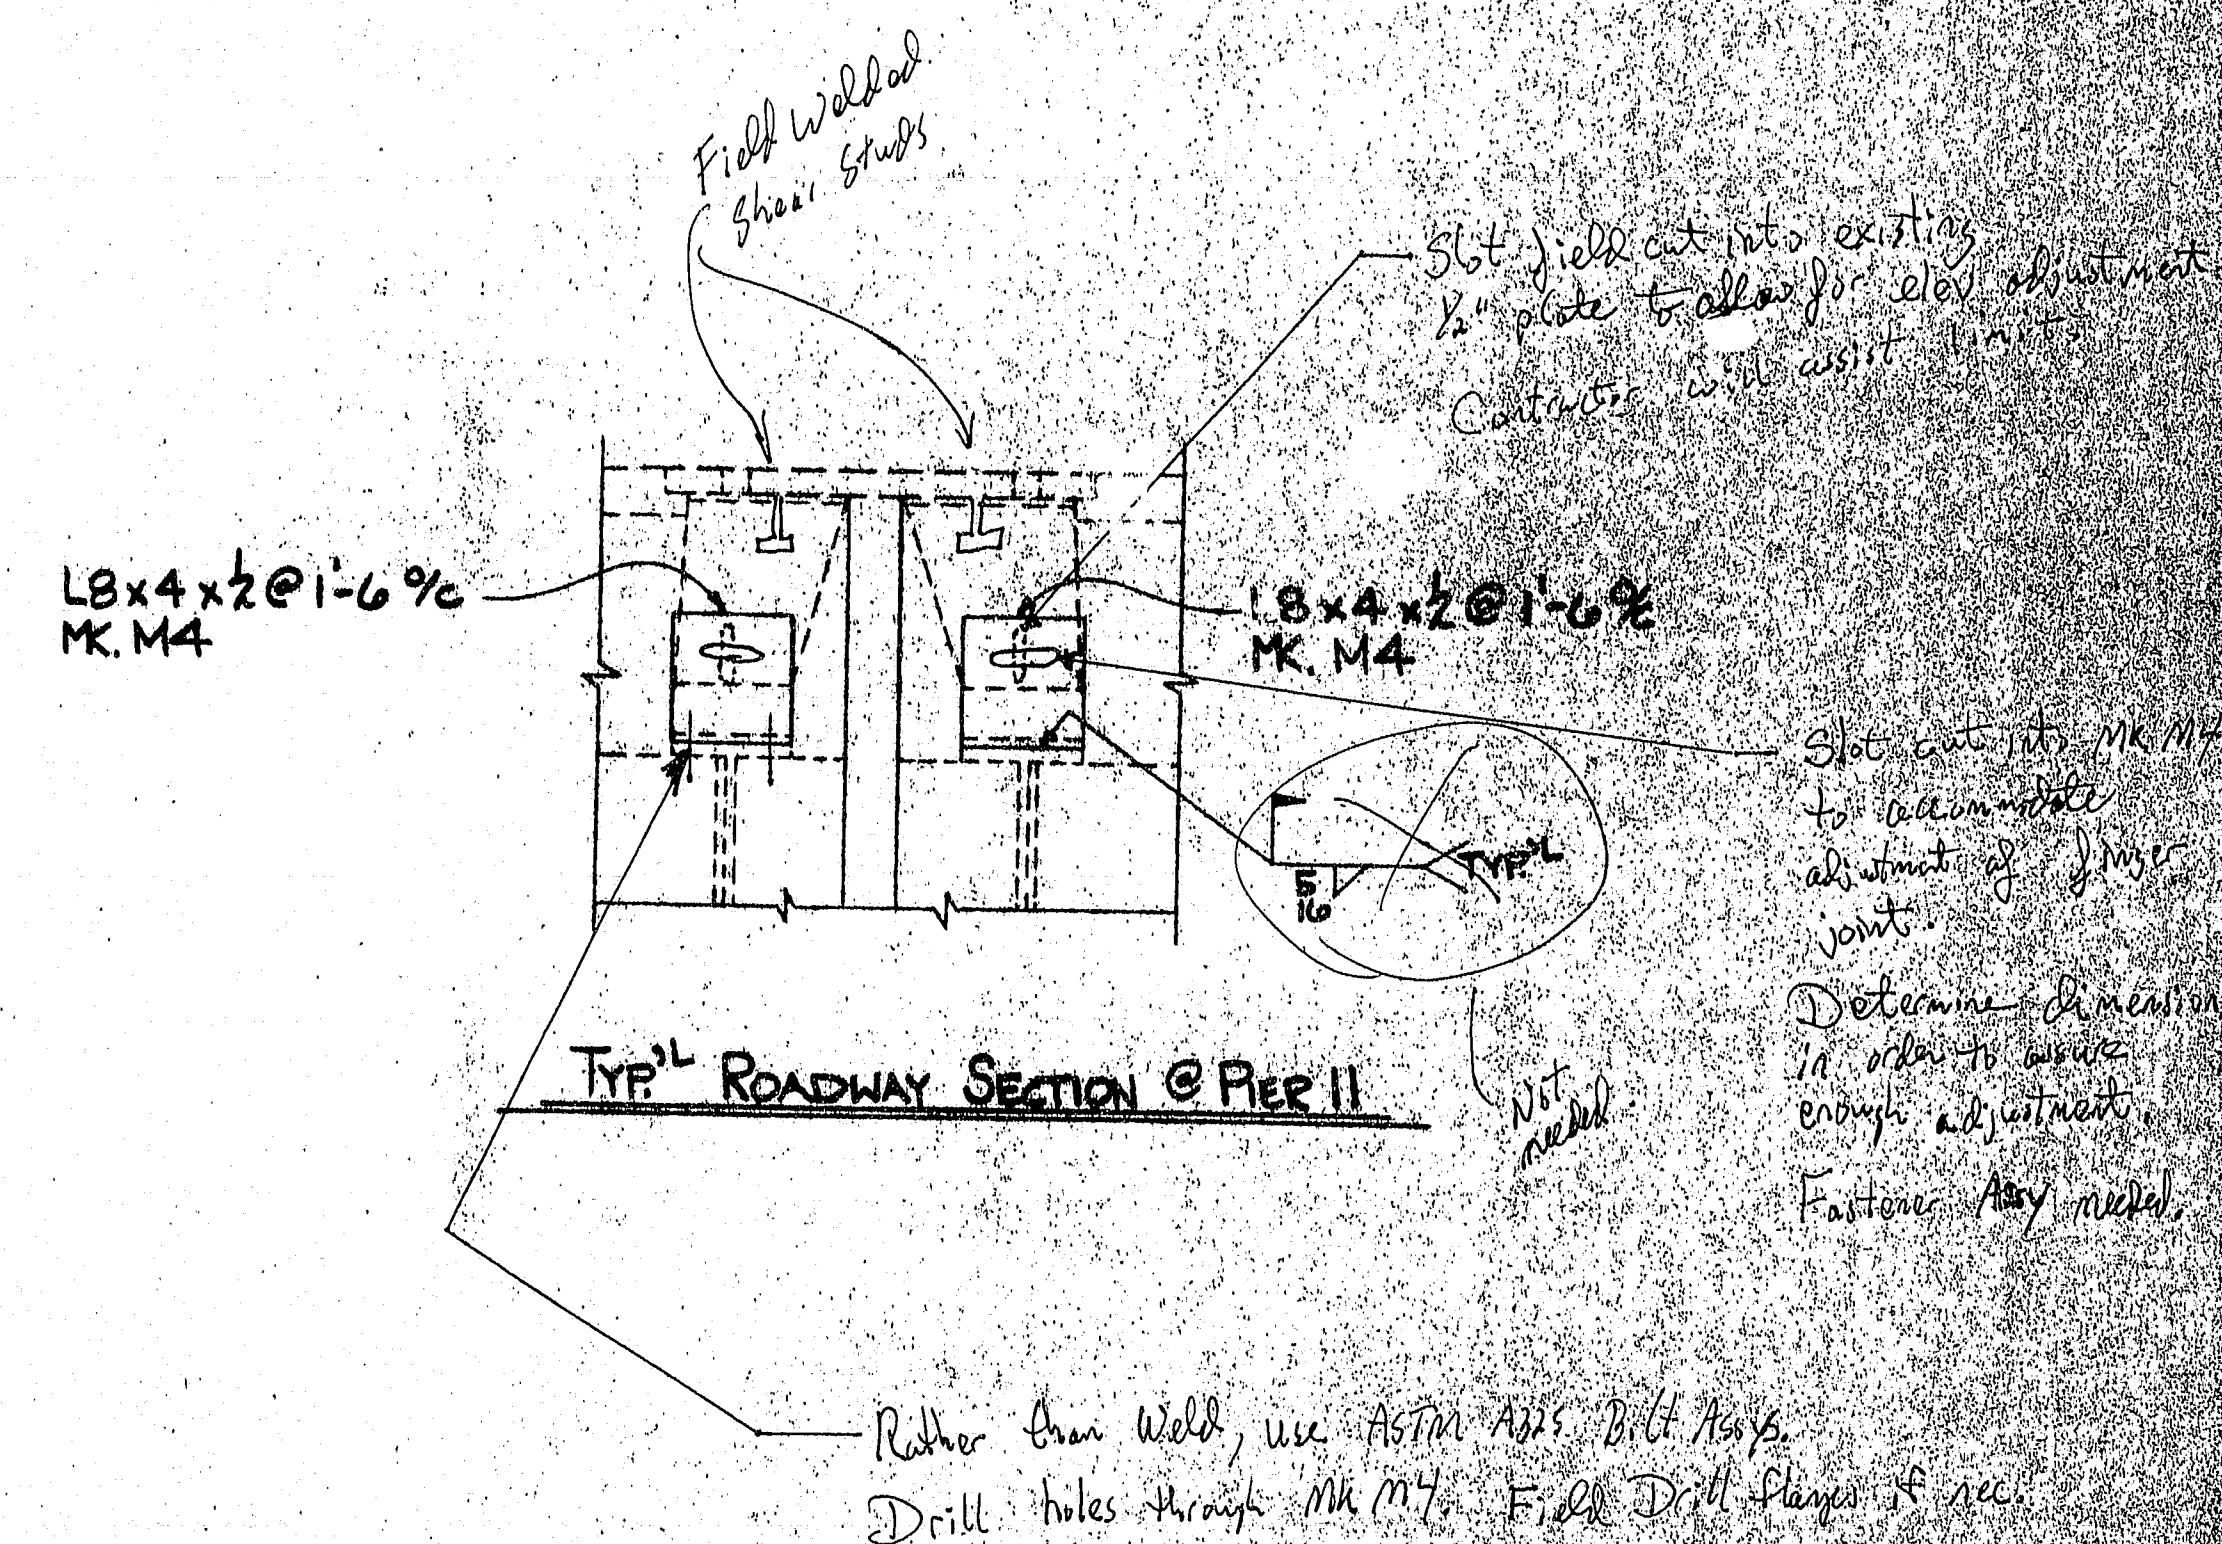 Field Welded
Shear Studs
Slot field cut into existing
1/2" plate to allow for elev adjustment.
Contractor will assist limits
L8x4x½@1'-6 o/c
MK. M4
L8x4x½@1'-6 o/c
MK. M4
Slot cut into MK M4
to accommodate
adjustment of finger
joint.
TYP.'L
5
16
Determine dimension
in order to assure
enough adjustment.
TYP.'L ROADWAY SECTION @ PIER 11
Not
needed.
Fastener Assy needed.
Rather than Weld, use ASTM A325 Bolt Assys.
Drill holes through MK M4. Field Drill flanges if nec.